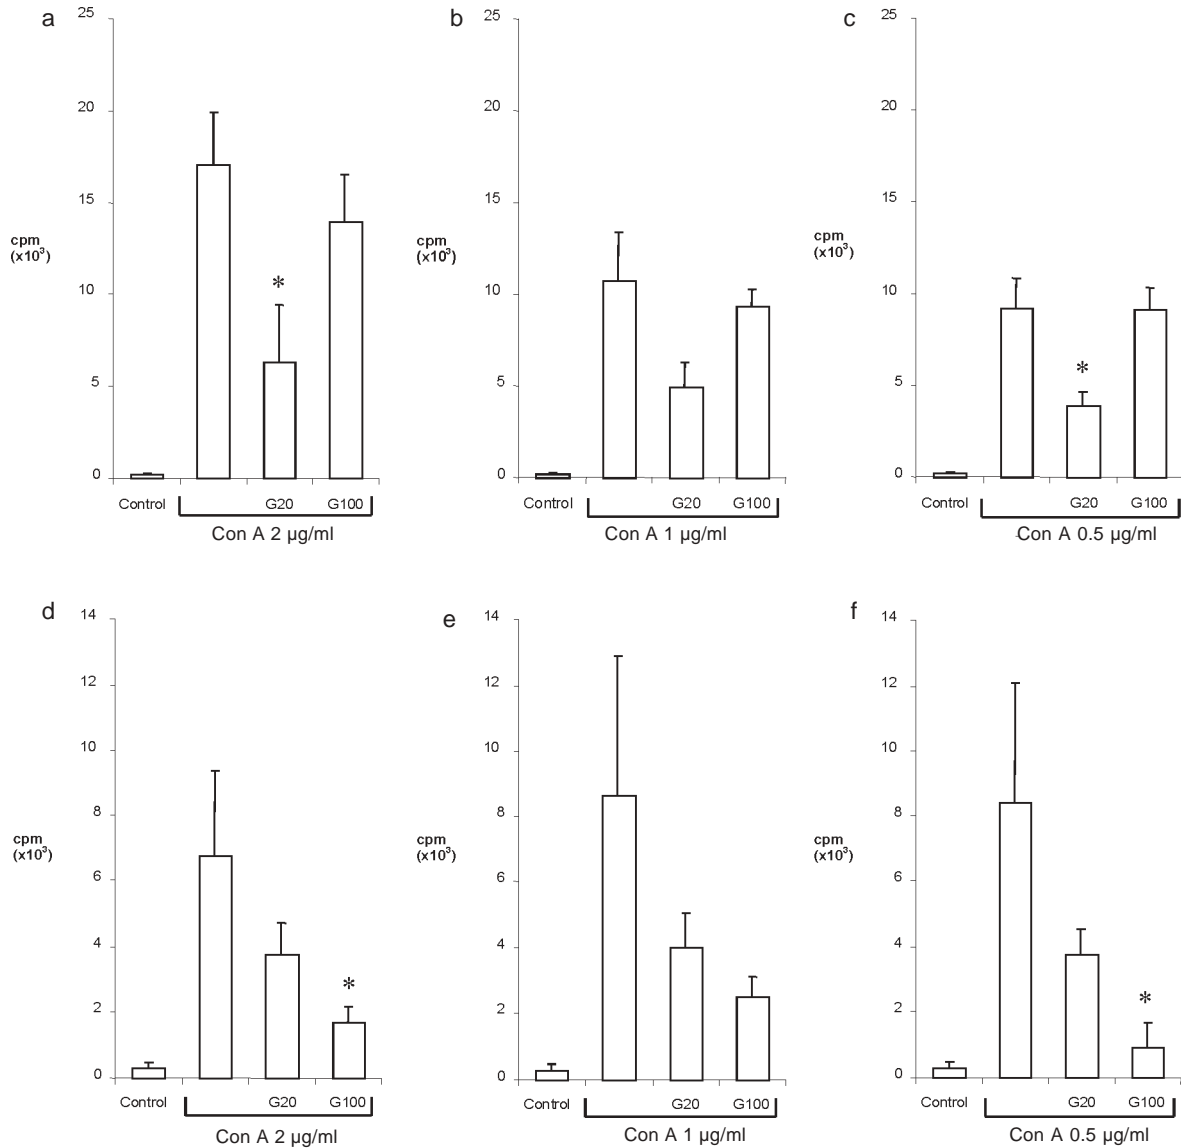 a
25
20
15
10
5
0
cpm
(x10³)
*
Control
G20
G100
Con A 2 µg/ml
b
25
20
15
10
5
0
cpm
(x10³)
Control
G20
G100
Con A 1 µg/ml
c
25
20
15
10
5
0
cpm
(x10³)
*
Control
G20
G100
Con A 0.5 µg/ml
d
14
12
10
8
6
4
2
0
cpm
(x10³)
*
Control
G20
G100
Con A 2 µg/ml
e
14
12
10
8
6
4
2
0
cpm
(x10³)
Control
G20
G100
Con A 1 µg/ml
f
14
12
10
8
6
4
2
0
cpm
(x10³)
*
Control
G20
G100
Con A 0.5 µg/ml